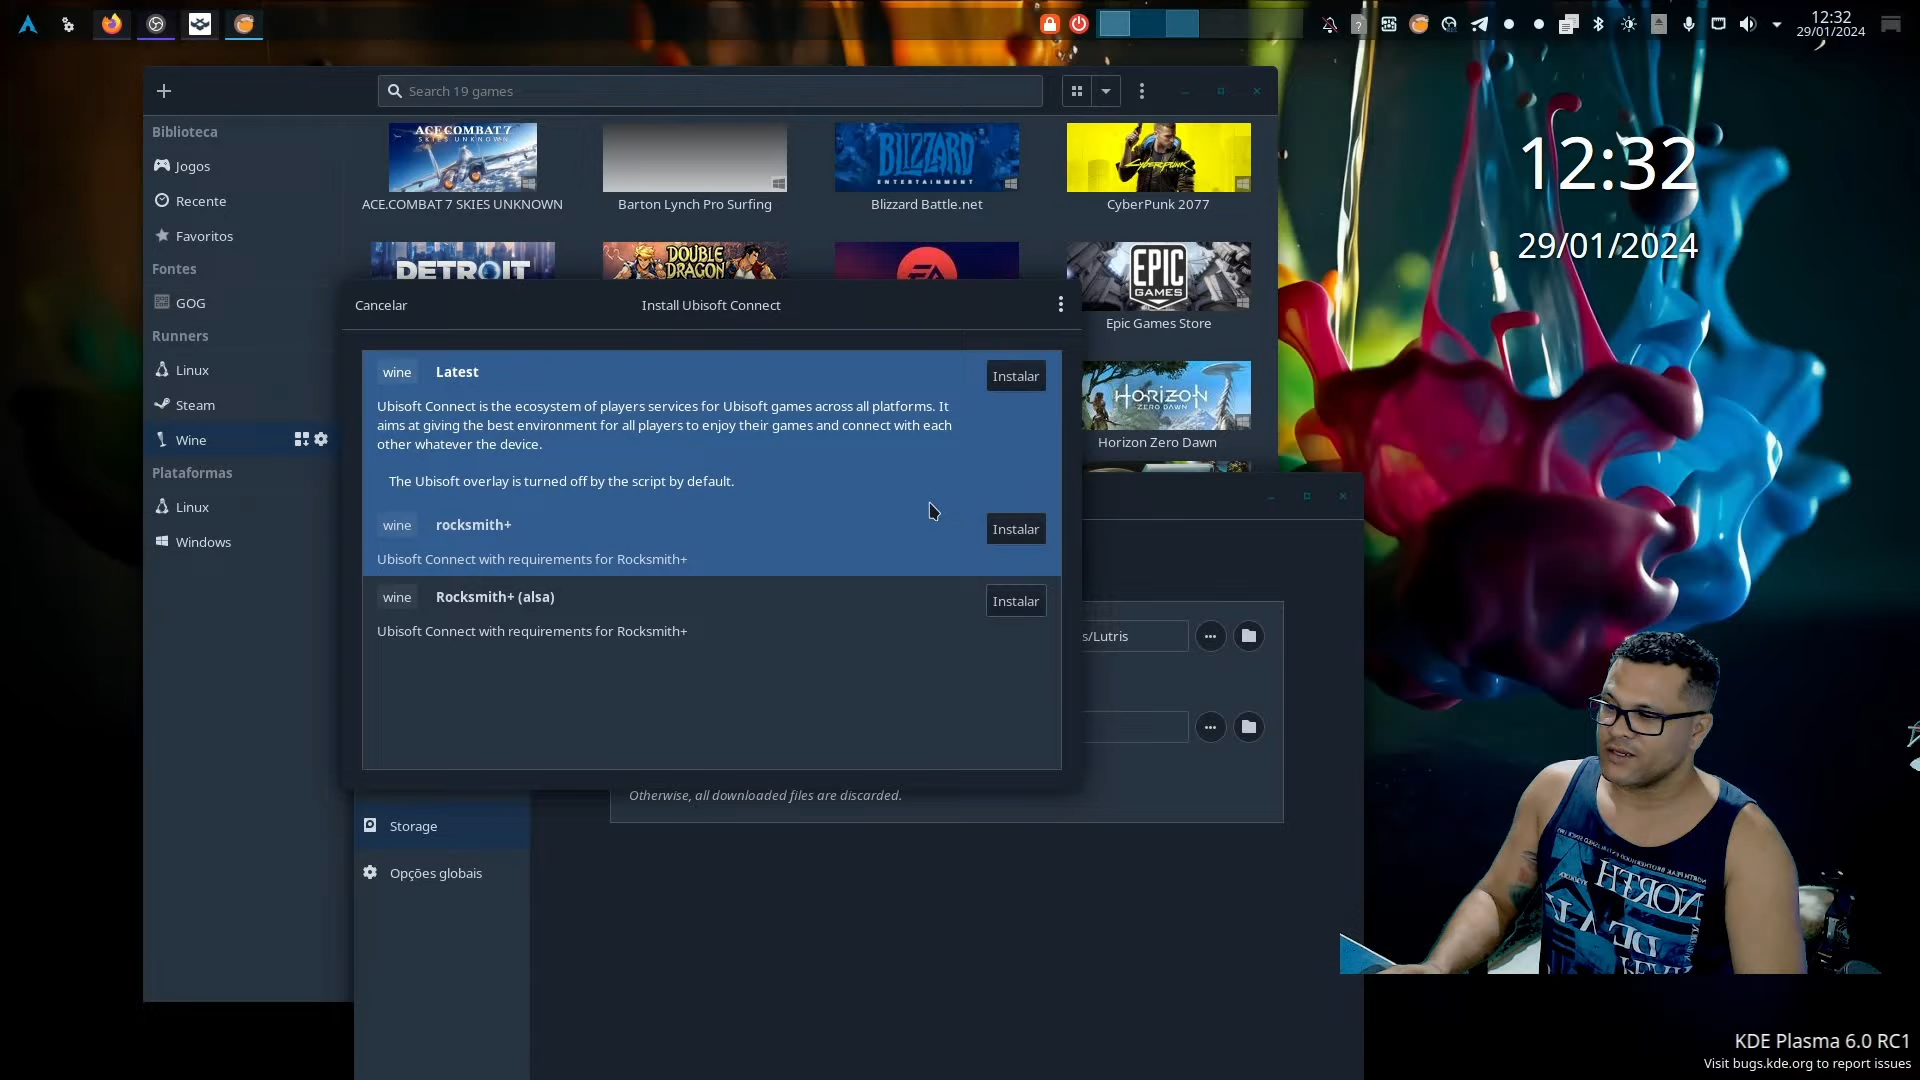 12:32
29/01/2024
Search 19 games
Biblioteca
Jogos
Recente
Favoritos
Fontes
GOG
Runners
Linux
Steam
Wine
Plataformas
Linux
Windows
ACE COMBAT 7
SKIES UNKNOWN
BLIZZARD
ENTERTAINMENT
CYBERPUNK
ACE.COMBAT 7 SKIES UNKNOWN
Barton Lynch Pro Surfing
Blizzard Battle.net
CyberPunk 2077
DETROIT
DOUBLE
DRAGON
EA
EPIC
GAMES
Epic Games Store
HORIZON
ZERO DAWN
Horizon Zero Dawn
Cancelar
Install Ubisoft Connect
wine
Latest
Instalar
Ubisoft Connect is the ecosystem of players services for Ubisoft games across all platforms. It
aims at giving the best environment for all players to enjoy their games and connect with each
other whatever the device.
The Ubisoft overlay is turned off by the script by default.
wine
rocksmith+
Instalar
Ubisoft Connect with requirements for Rocksmith+
wine
Rocksmith+ (alsa)
Instalar
Ubisoft Connect with requirements for Rocksmith+
s/Lutris
Otherwise, all downloaded files are discarded.
Storage
Opções globais
12:32
29/01/2024
NORTH
KDE Plasma 6.0 RC1
Visit bugs.kde.org to report issues